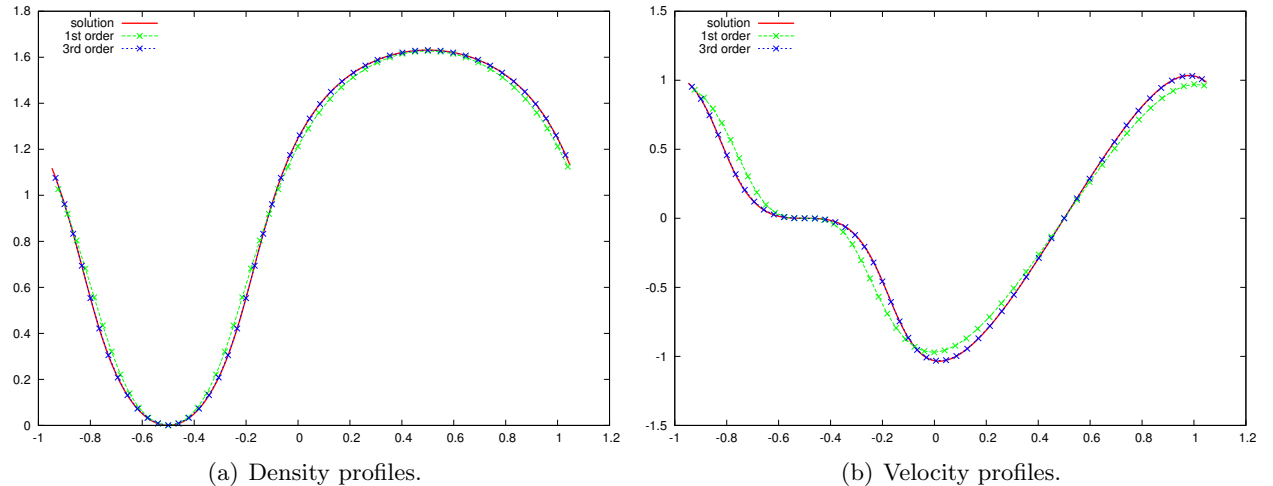 solution
1st order
3rd order
1.8
1.6
1.4
1.2
1
0.8
0.6
0.4
0.2
0
-1 -0.8 -0.6 -0.4 -0.2 0 0.2 0.4 0.6 0.8 1 1.2
(a) Density profiles.
solution
1st order
3rd order
1.5
1
0.5
0
-0.5
-1
-1.5
-1 -0.8 -0.6 -0.4 -0.2 0 0.2 0.4 0.6 0.8 1 1.2
(b) Velocity profiles.